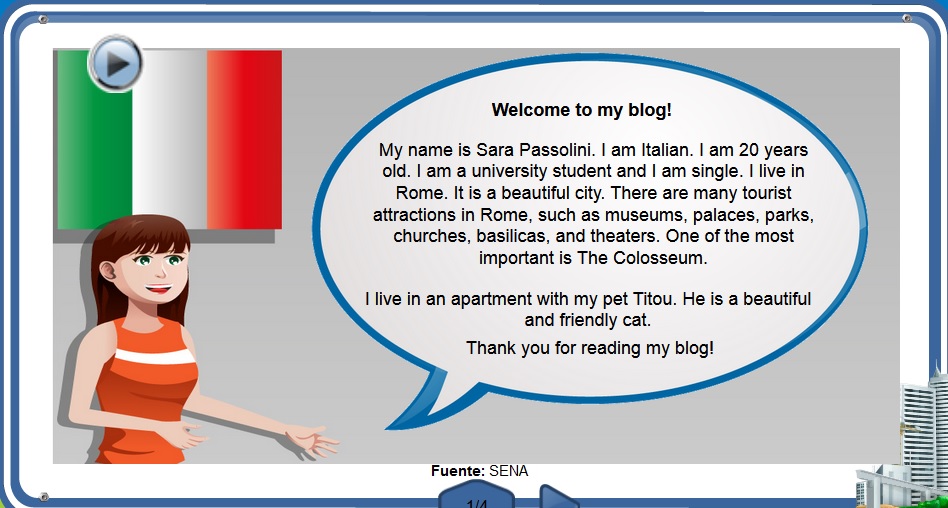 Welcome to my blog!
My name is Sara Passolini. I am Italian. I am 20 years
old. I am a university student and I am single. I live in
Rome. It is a beautiful city. There are many tourist
attractions in Rome, such as museums, palaces, parks,
churches, basilicas, and theaters. One of the most
important is The Colosseum.
I live in an apartment with my pet Titou. He is a beautiful
and friendly cat.
Thank you for reading my blog!
Fuente: SENA
1/4